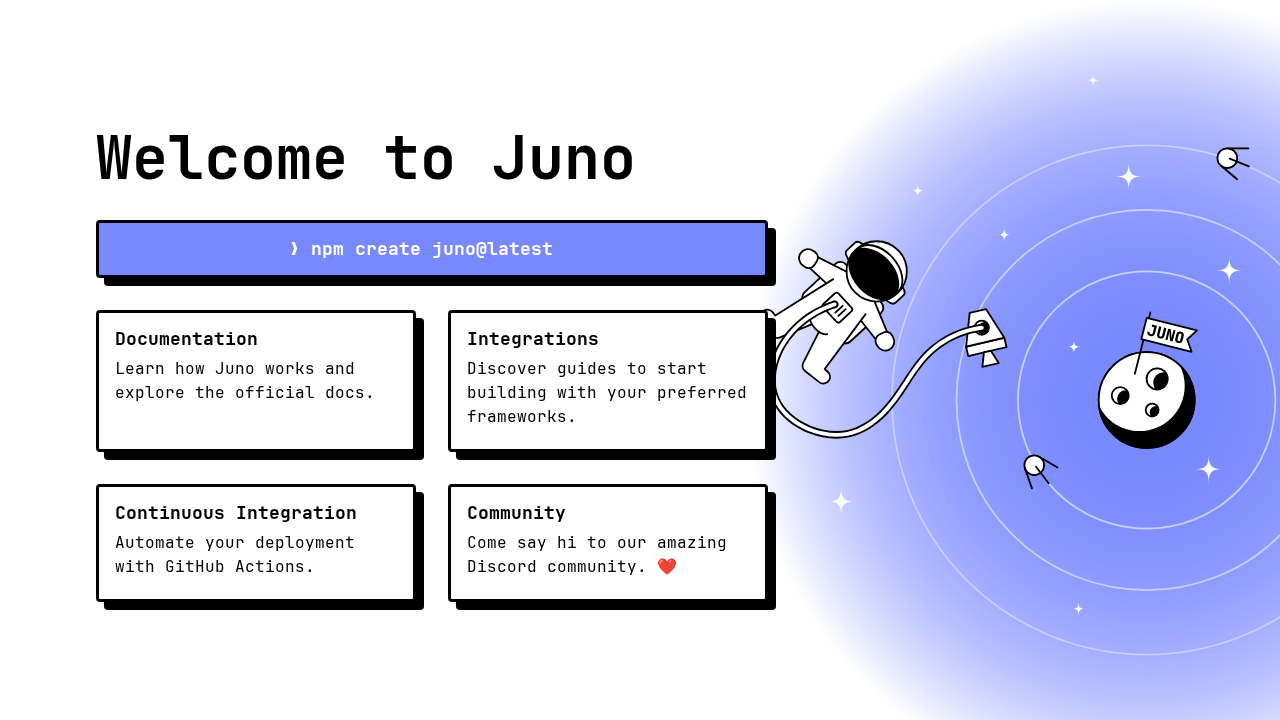 Welcome to Juno
❯ npm create juno@latest
Documentation
Learn how Juno works and
explore the official docs.
Integrations
Discover guides to start
building with your preferred
frameworks.
Continuous Integration
Automate your deployment
with GitHub Actions.
Community
Come say hi to our amazing
Discord community. ❤️
JUNO